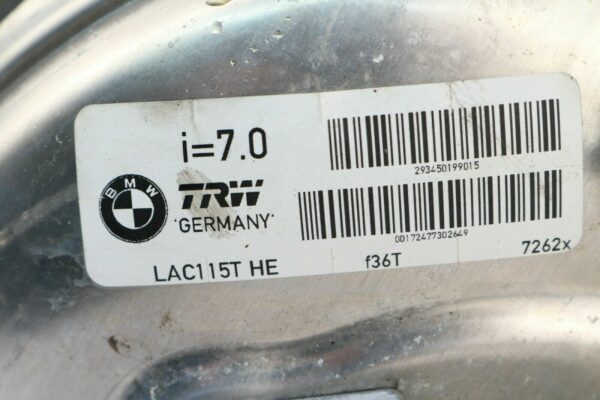 i=7.0
293450199015
BMW
TRW
'GERMANY'
00172477302649
LAC115T HE
f36T
7262x